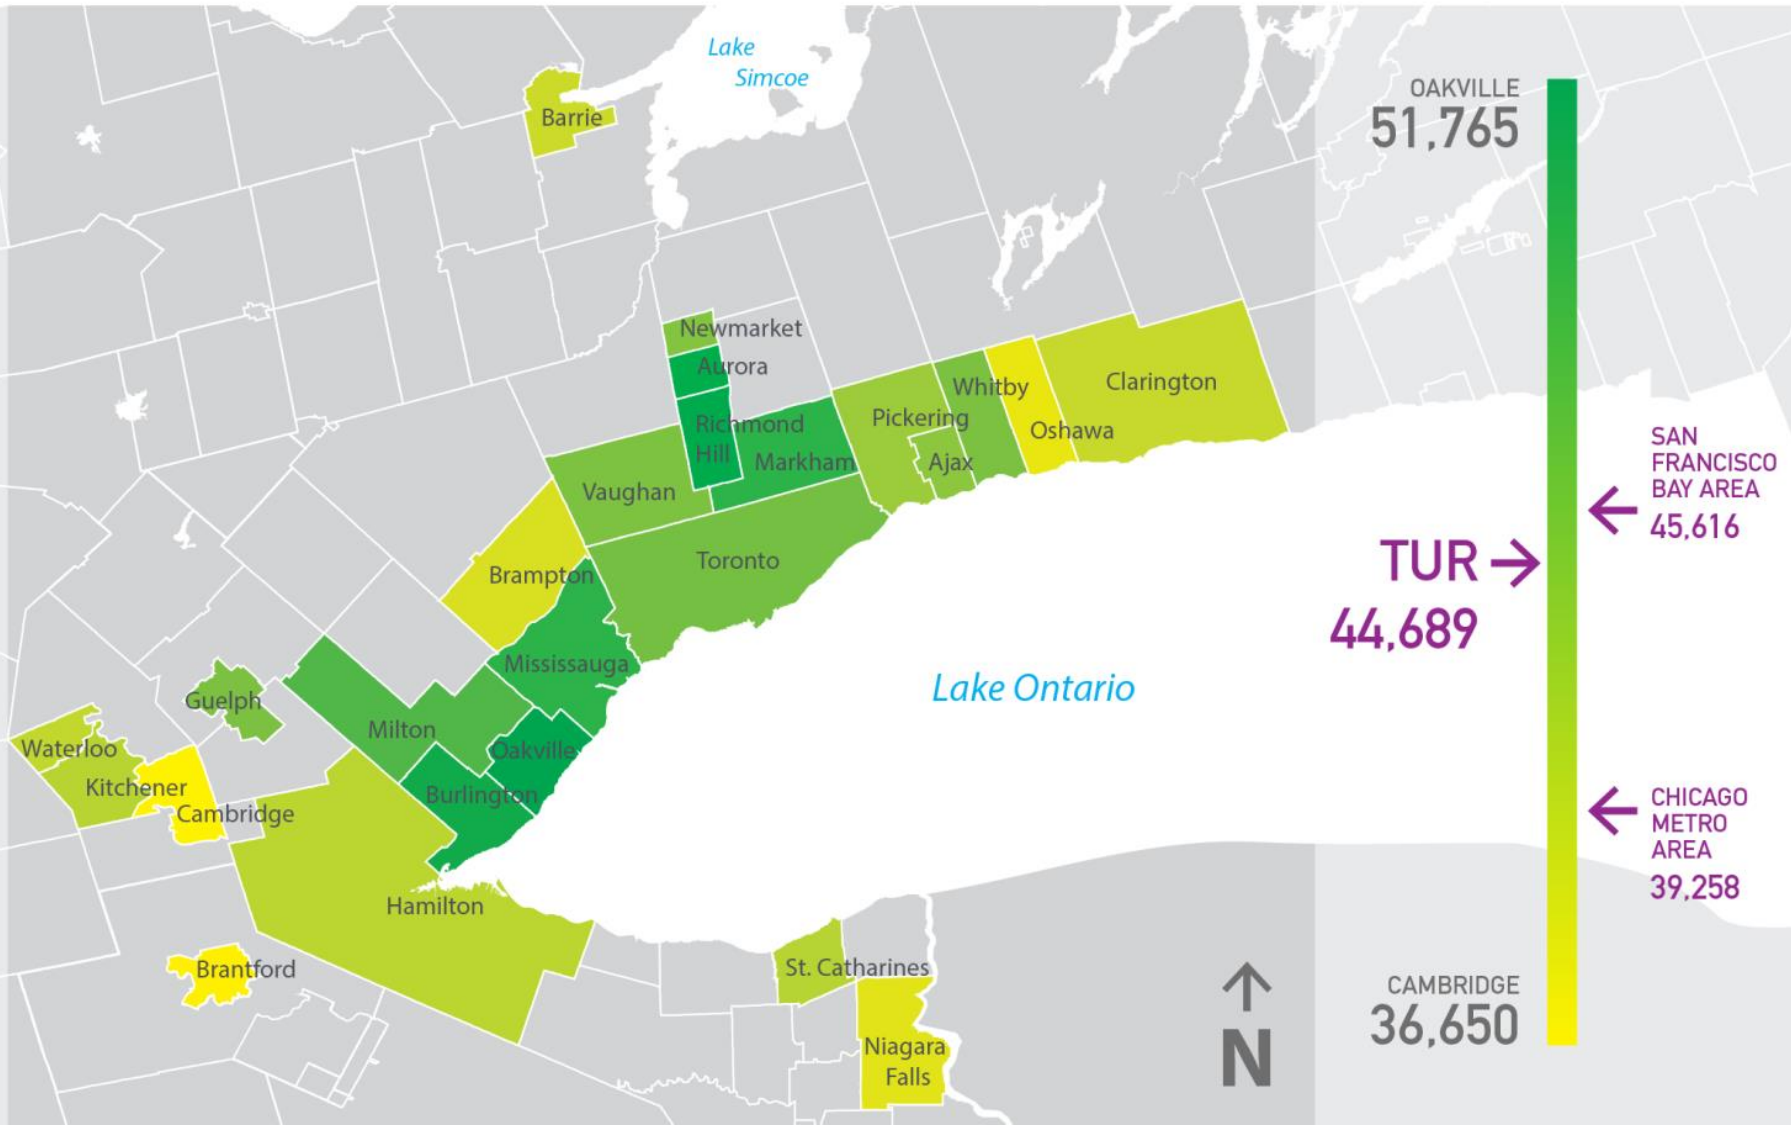 Lake
Simcoe
Barrie
Newmarket
Aurora
Richmond
Hill
Markham
Vaughan
Pickering
Ajax
Whitby
Oshawa
Clarington
Toronto
Brampton
Mississauga
Milton
Oakville
Burlington
Guelph
Waterloo
Kitchener
Cambridge
Hamilton
Brantford
St. Catharines
Niagara
Falls
Lake Ontario
N
OAKVILLE
51,765
SAN
FRANCISCO
BAY AREA
45,616
TUR
44,689
CHICAGO
METRO
AREA
39,258
CAMBRIDGE
36,650